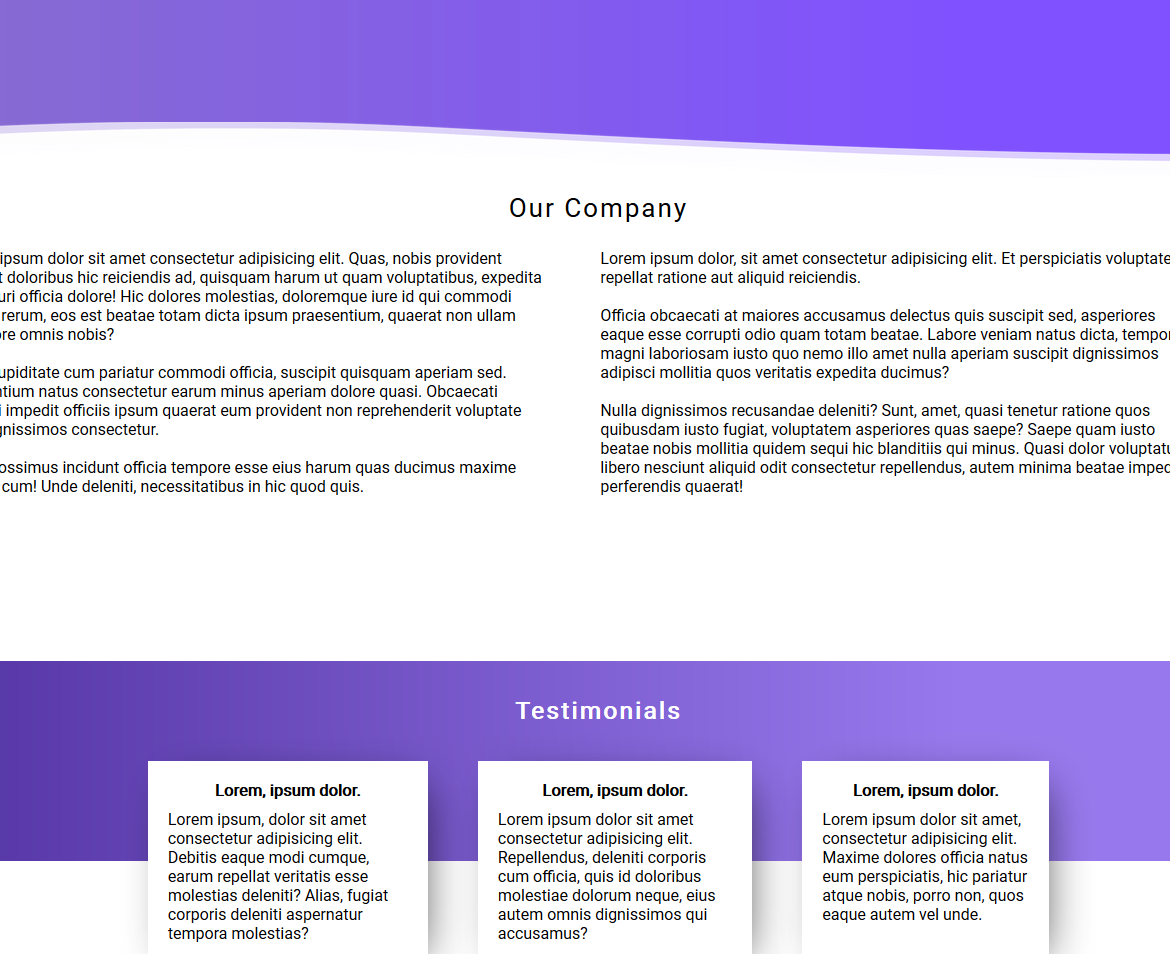 Our Company
ipsum dolor sit amet consectetur adipisicing elit. Quas, nobis provident
doloribus hic reiciendis ad, quisquam harum ut quam voluptatibus, expedita
officia dolore! Hic dolores molestias, doloremque iure id qui commodi
rerum, eos est beatae totam dicta ipsum praesentium, quaerat non ullam
omnis nobis?
cum pariatur commodi officia, suscipit quisquam aperiam sed.
natus consectetur earum minus aperiam dolore quasi. Obcaecati
impedit officiis ipsum quaerat eum provident non reprehenderit voluptate
consectetur.
incidunt officia tempore esse eius harum quas ducimus maxime
cum! Unde deleniti, necessitatibus in hic quod quis.
Lorem ipsum dolor, sit amet consectetur adipisicing elit. Et perspiciatis voluptate
repellat ratione aut aliquid reiciendis.
Officia obcaecati at maiores accusamus delectus quis suscipit sed, asperiores
eaque esse corrupti odio quam totam beatae. Labore veniam natus dicta,
magni laboriosam iusto quo nemo illo amet nulla aperiam suscipit dignissimos
adipisci mollitia quos veritatis expedita ducimus?
Nulla dignissimos recusandae deleniti? Sunt, amet, quasi tenetur ratione quos
quibusdam iusto fugiat, voluptatem asperiores quas saepe? Saepe quam iusto
beatae nobis mollitia quidem sequi hic blanditiis qui minus. Quasi dolor
libero nesciunt aliquid odit consectetur repellendus, autem minima beatae
perferendis quaerat!
Testimonials
Lorem, ipsum dolor.
Lorem ipsum, dolor sit amet
consectetur adipisicing elit.
Debitis eaque modi cumque,
earum repellat veritatis esse
molestias deleniti? Alias, fugiat
corporis deleniti aspernatur
tempora molestias?
Lorem, ipsum dolor.
Lorem ipsum dolor sit amet
consectetur adipisicing elit.
Repellendus, deleniti corporis
cum officia, quis id doloribus
molestiae dolorum neque, eius
autem omnis dignissimos qui
accusamus?
Lorem, ipsum dolor.
Lorem ipsum dolor sit amet,
consectetur adipisicing elit.
Maxime dolores officia natus
eum perspiciatis, hic pariatur
atque nobis, porro non, quos
eaque autem vel unde.